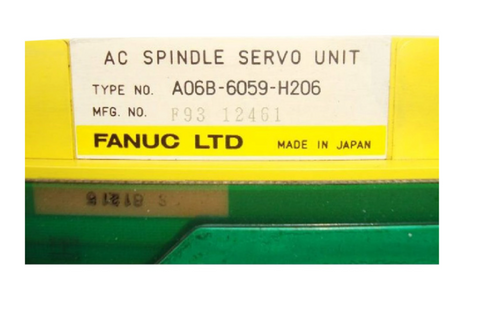 AC SPINDLE SERVO UNIT
TYPE NO. A06B-6059-H206
MFG. NO. F93 12461
FANUC LTD MADE IN JAPAN